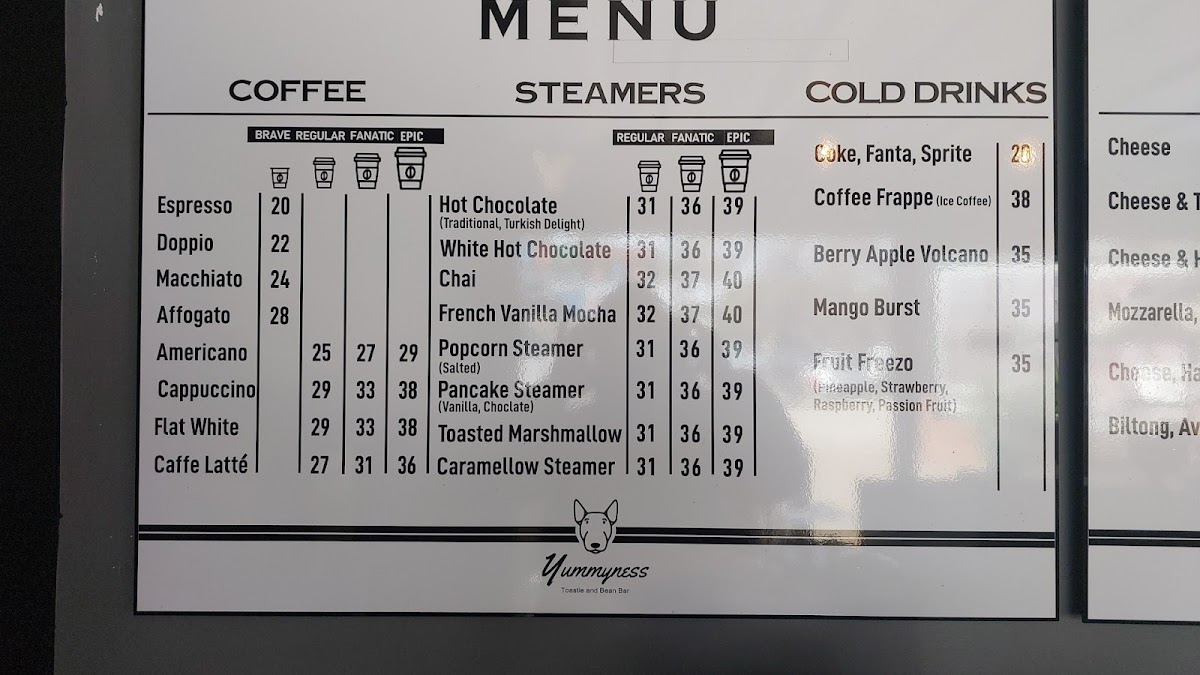 MENU
COFFEE
BRAVE REGULAR FANATIC EPIC
Espresso 20
Doppio 22
Macchiato 24
Affogato 28
Americano 25 27 29
Cappuccino 29 33 38
Flat White 29 33 38
Caffe Latté 27 31 36
STEAMERS
REGULAR FANATIC EPIC
Hot Chocolate 31 36 39
(Traditional, Turkish Delight)
White Hot Chocolate 31 36 39
Chai 32 37 40
French Vanilla Mocha 32 37 40
Popcorn Steamer 31 36 39
(Salted)
Pancake Steamer 31 36 39
(Vanilla, Choclate)
Toasted Marshmallow 31 36 39
Caramellow Steamer 31 36 39
COLD DRINKS
Coke, Fanta, Sprite 20
Coffee Frappe (Ice Coffee) 38
Berry Apple Volcano 35
Mango Burst 35
Fruit Freezo 35
(Pineapple, Strawberry,
Raspberry, Passion Fruit)
Yummyness
Toastie and Bean Bar
Cheese
Cheese &
Cheese &
Mozzarella,
Cheese,
Biltong,